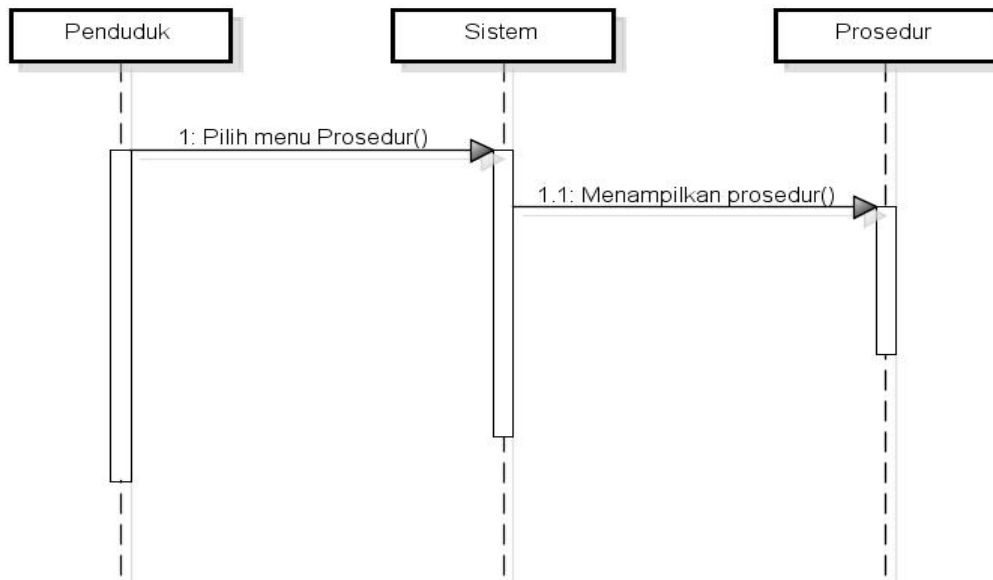 Penduduk
Sistem
Prosedur
1: Pilih menu Prosedur()
1.1: Menampilkan prosedur()